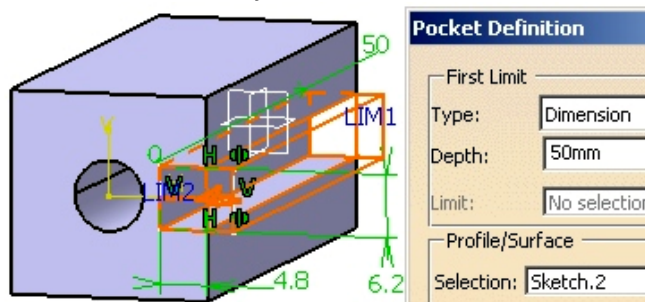 50
LIM1
0
H
V
LIM2
V
H
4.8
6.2
Pocket Definition
First Limit
Type: Dimension
Depth: 50mm
Limit: No selection
Profile/Surface
Selection: Sketch.2